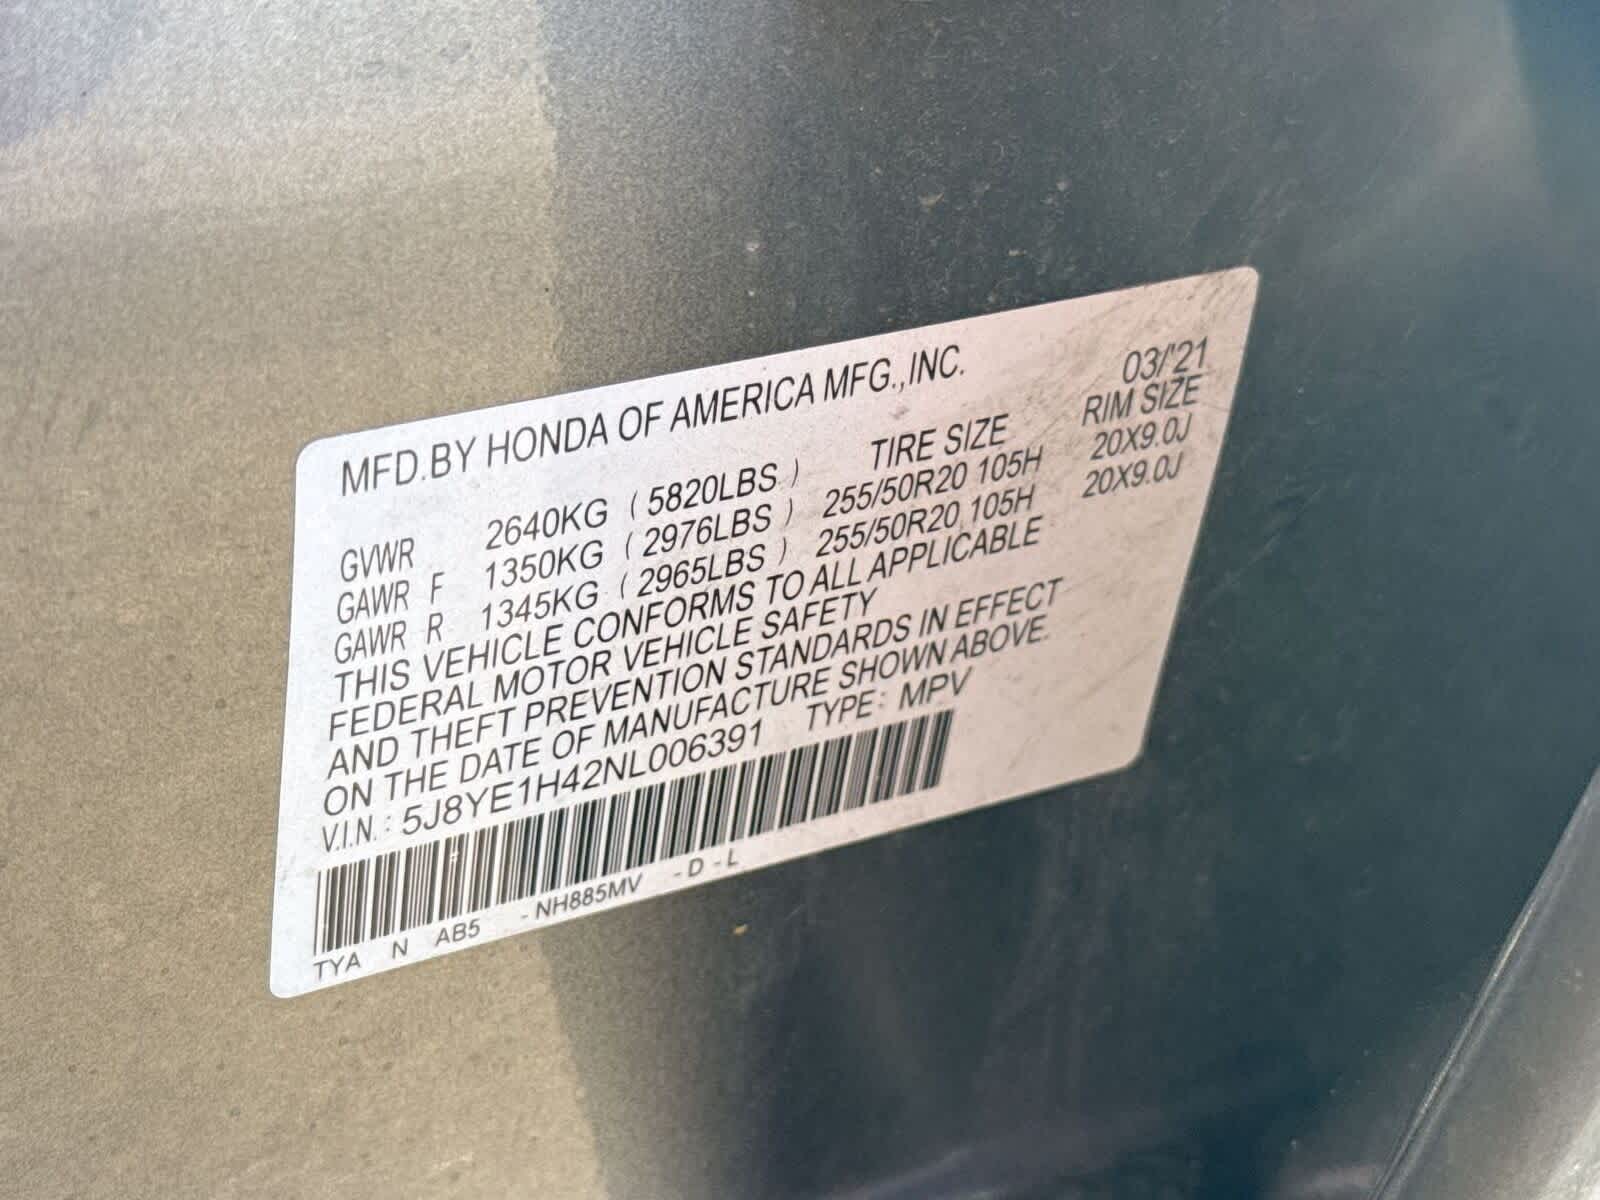 MFD.BY HONDA OF AMERICA MFG.,INC. 03/'21
TIRE SIZE RIM SIZE
GVWR 2640KG (5820LBS) 255/50R20 105H 20X9.0J
GAWR F 1350KG (2976LBS) 255/50R20 105H 20X9.0J
GAWR R 1345KG (2965LBS)
THIS VEHICLE CONFORMS TO ALL APPLICABLE
FEDERAL MOTOR VEHICLE SAFETY
AND THEFT PREVENTION STANDARDS IN EFFECT
ON THE DATE OF MANUFACTURE SHOWN ABOVE.
V.I.N.: 5J8YE1H42NL006391 TYPE: MPV
TYA N AB5 -NH885MV -D-L